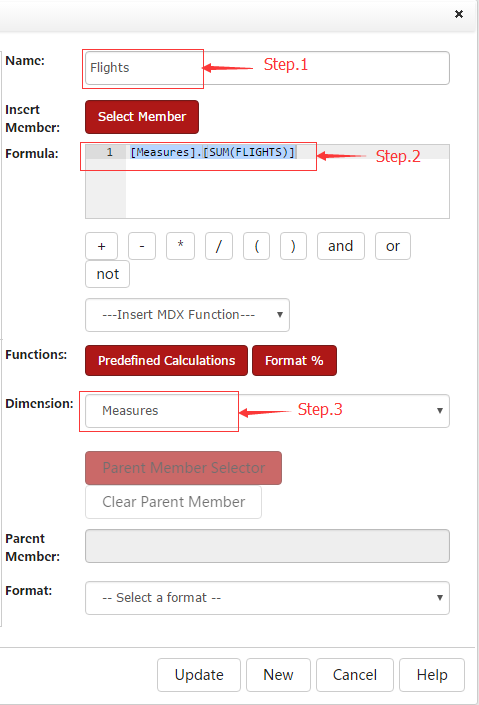 ×
Name:
Flights
Step.1
Insert
Member:
Select Member
Formula:
1 [Measures].[SUM(FLIGHTS)]
Step.2
+ - * / ( ) and or
not
---Insert MDX Function---
Functions:
Predefined Calculations Format %
Dimension:
Measures
Step.3
Parent Member Selector
Clear Parent Member
Parent
Member:
Format:
-- Select a format --
Update New Cancel Help